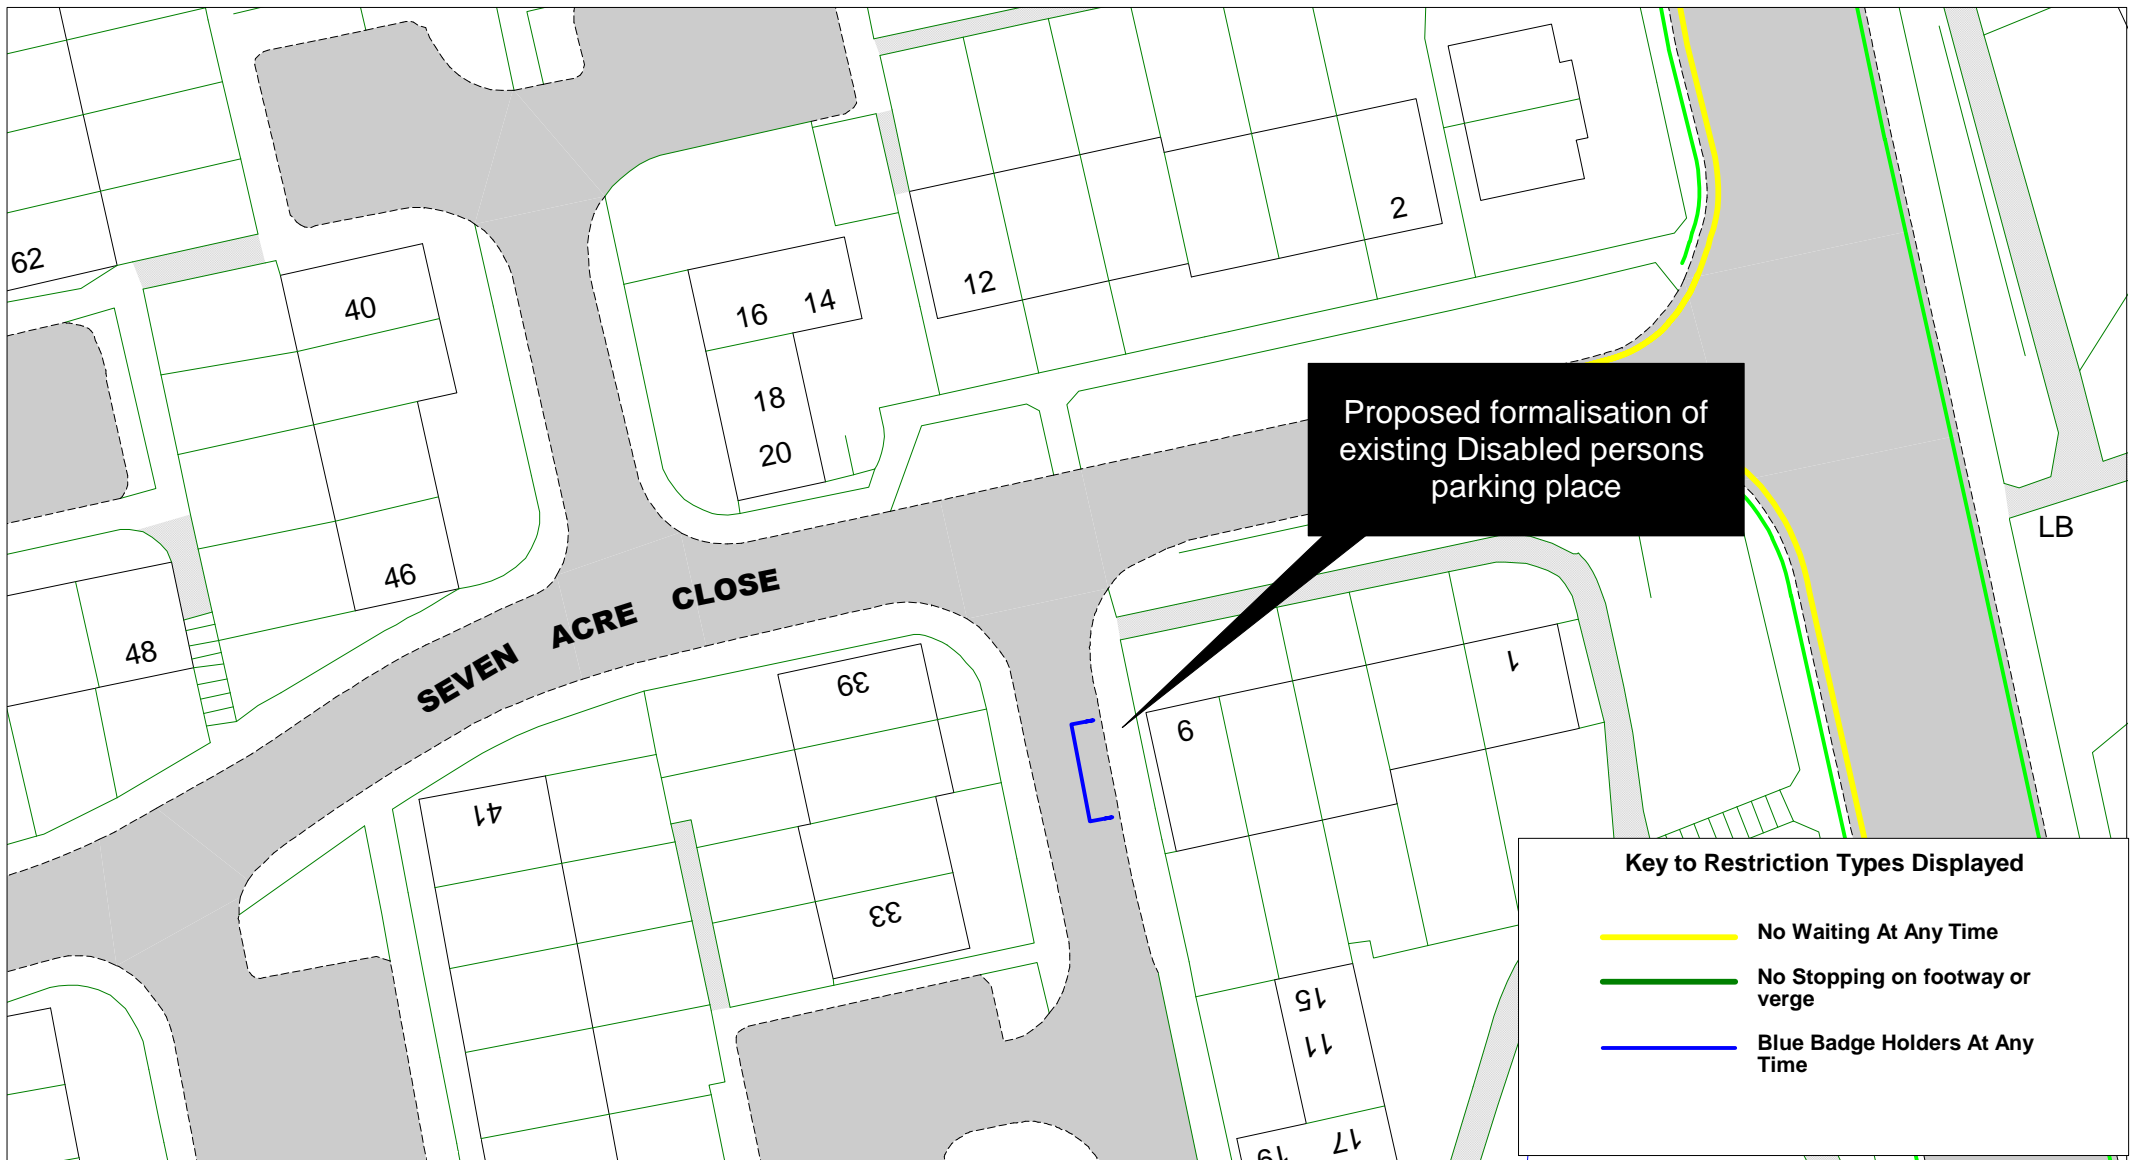 62
40
16 14
12
2
18
20
46
48
SEVEN ACRE CLOSE
Proposed formalisation of
existing Disabled persons
parking place
LB
39
1
9
41
33
15
11
17
19
Key to Restriction Types Displayed
No Waiting At Any Time
No Stopping on footway or
verge
Blue Badge Holders At Any
Time